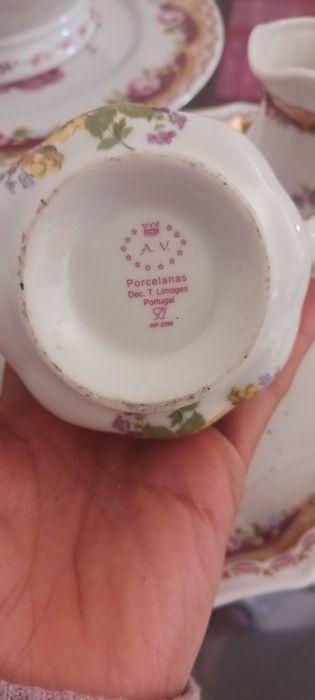 A. V.
Porcelanas
Dec. T. Limoges
Portugal